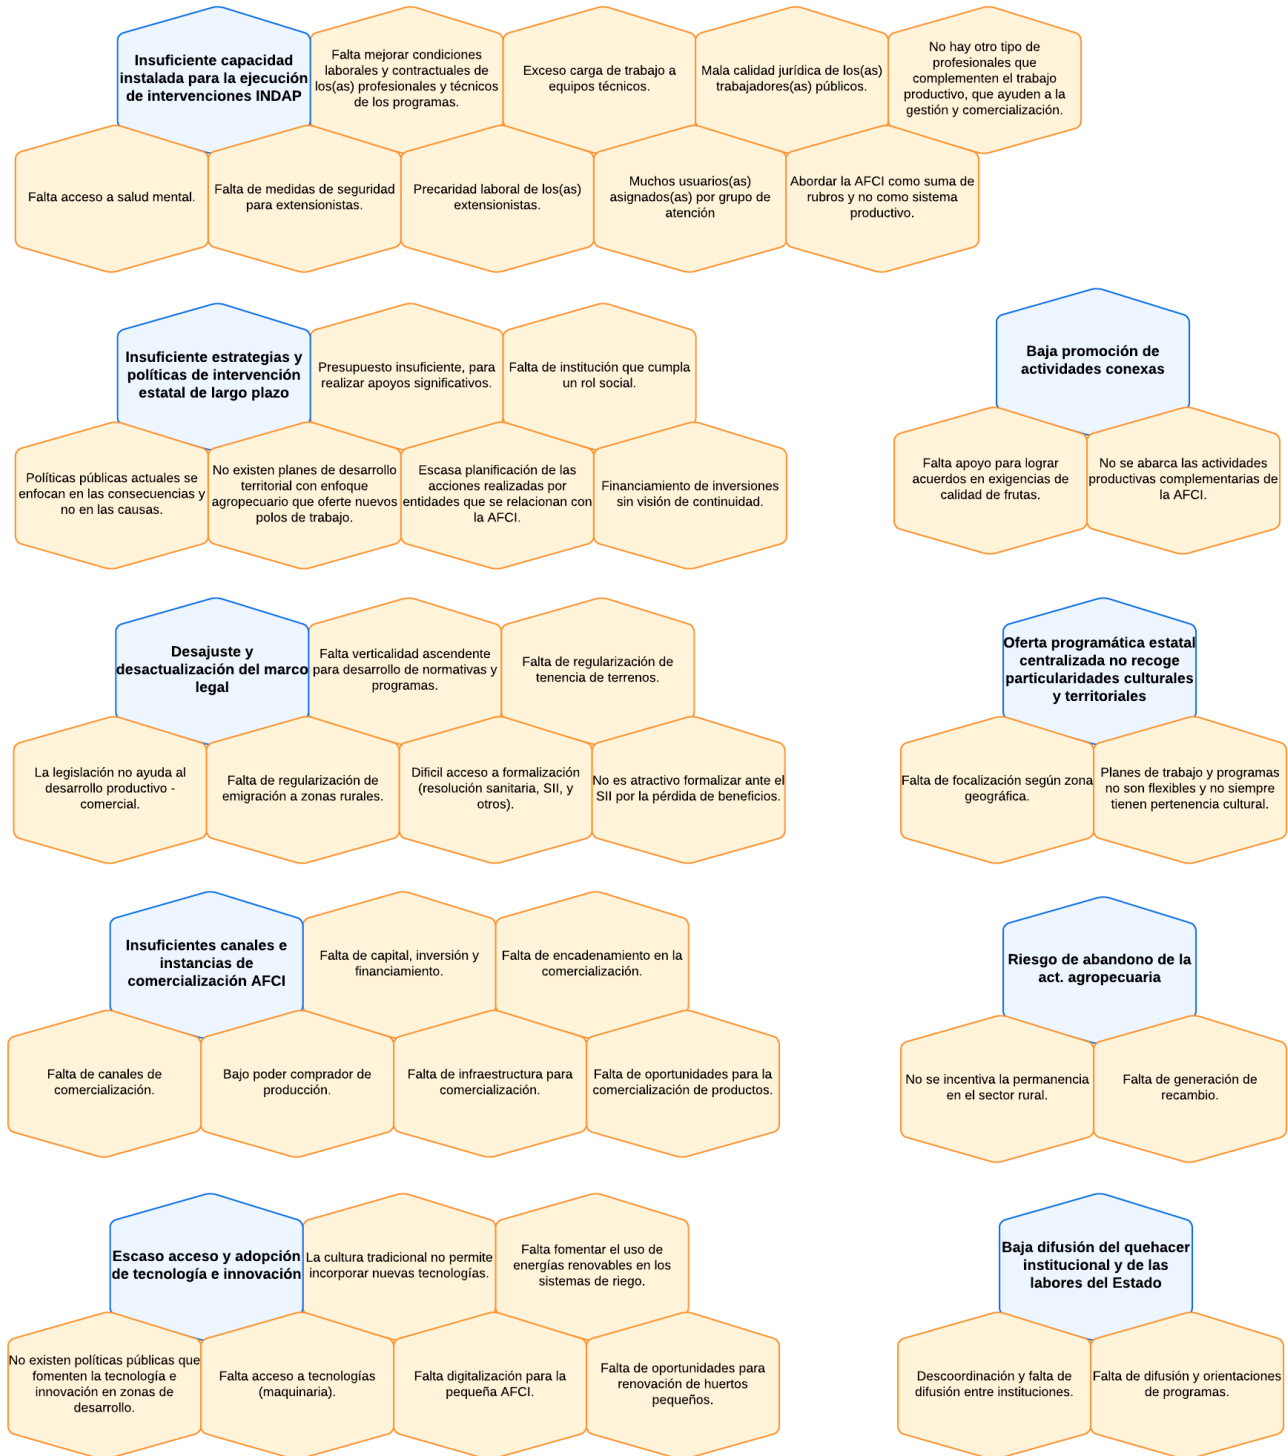 Insuficiente capacidad
instalada para la ejecución
de intervenciones INDAP
Falta mejorar condiciones
laborales y contractuales de
los(as) profesionales y técnicos
de los programas.
Exceso carga de trabajo a
equipos técnicos.
Mala calidad jurídica de los(as)
trabajadores(as) públicos.
No hay otro tipo de
profesionales que
complementen el trabajo
productivo, que ayuden a la
gestión y comercialización.
Falta acceso a salud mental.
Falta de medidas de seguridad
para extensionistas.
Precaridad laboral de los(as)
extensionistas.
Muchos usuarios(as)
asignados(as) por grupo de
atención
Abordar la AFCI como suma de
rubros y no como sistema
productivo.
Insuficiente estrategias y
políticas de intervención
estatal de largo plazo
Presupuesto insuficiente, para
realizar apoyos significativos.
Falta de institución que cumpla
un rol social.
Políticas públicas actuales se
enfocan en las consecuencias y
no en las causas.
No existen planes de desarrollo
territorial con enfoque
agropecuario que oferte nuevos
polos de trabajo.
Escasa planificación de las
acciones realizadas por
entidades que se relacionan con
la AFCI.
Financiamiento de inversiones
sin visión de continuidad.
Baja promoción de
actividades conexas
Falta apoyo para lograr
acuerdos en exigencias de
calidad de frutas.
No se abarca las actividades
productivas complementarias de
la AFCI.
Desajuste y
desactualización del marco
legal
Falta verticalidad ascendente
para desarrollo de normativas y
programas.
Falta de regularización de
tenencia de terrenos.
La legislación no ayuda al
desarrollo productivo -
comercial.
Falta de regularización de
emigración a zonas rurales.
Dificil acceso a formalización
(resolución sanitaria, SII, y
otros).
No es atractivo formalizar ante el
SII por la pérdida de beneficios.
Oferta programática estatal
centralizada no recoge
particularidades culturales
y territoriales
Falta de focalización según zona
geográfica.
Planes de trabajo y programas
no son flexibles y no siempre
tienen pertenencia cultural.
Insuficientes canales e
instancias de
comercialización AFCI
Falta de capital, inversión y
financiamiento.
Falta de encadenamiento en la
comercialización.
Falta de canales de
comercialización.
Bajo poder comprador de
producción.
Falta de infraestructura para
comercialización.
Falta de oportunidades para la
comercialización de productos.
Riesgo de abandono de la
act. agropecuaria
No se incentiva la permanencia
en el sector rural.
Falta de generación de
recambio.
Escaso acceso y adopción
de tecnología e innovación
La cultura tradicional no permite
incorporar nuevas tecnologías.
Falta fomentar el uso de
energías renovables en los
sistemas de riego.
No existen políticas públicas que
fomenten la tecnología e
innovación en zonas de
desarrollo.
Falta acceso a tecnologías
(maquinaria).
Falta digitalización para la
pequeña AFCI.
Falta de oportunidades para
renovación de huertos
pequeños.
Baja difusión del quehacer
institucional y de las
labores del Estado
Descoordinación y falta de
difusión entre instituciones.
Falta de difusión y orientaciones
de programas.